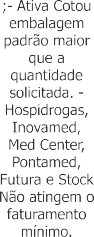 ;- Ativa Cotou
embalagem
padrão maior
que a
quantidade
solicitada. -
Hospidrogas,
Inovamed,
Med Center,
Pontamed,
Futura e Stock
Não atingem o
faturamento
mínimo.